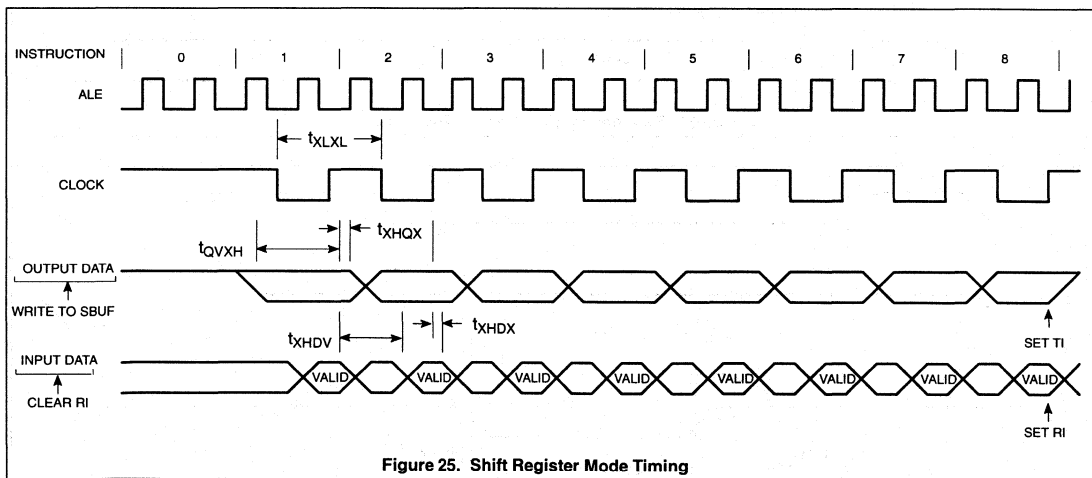 INSTRUCTION | 0 | 1 | 2 | 3 | 4 | 5 | 6 | 7 | 8 |
ALE
tXLXL
CLOCK
tQVXH
tXHQX
OUTPUT DATA
WRITE TO SBUF
tXHDV
tXHDX
SET TI
INPUT DATA
VALID VALID VALID VALID VALID VALID VALID VALID
CLEAR RI
SET RI
Figure 25. Shift Register Mode Timing